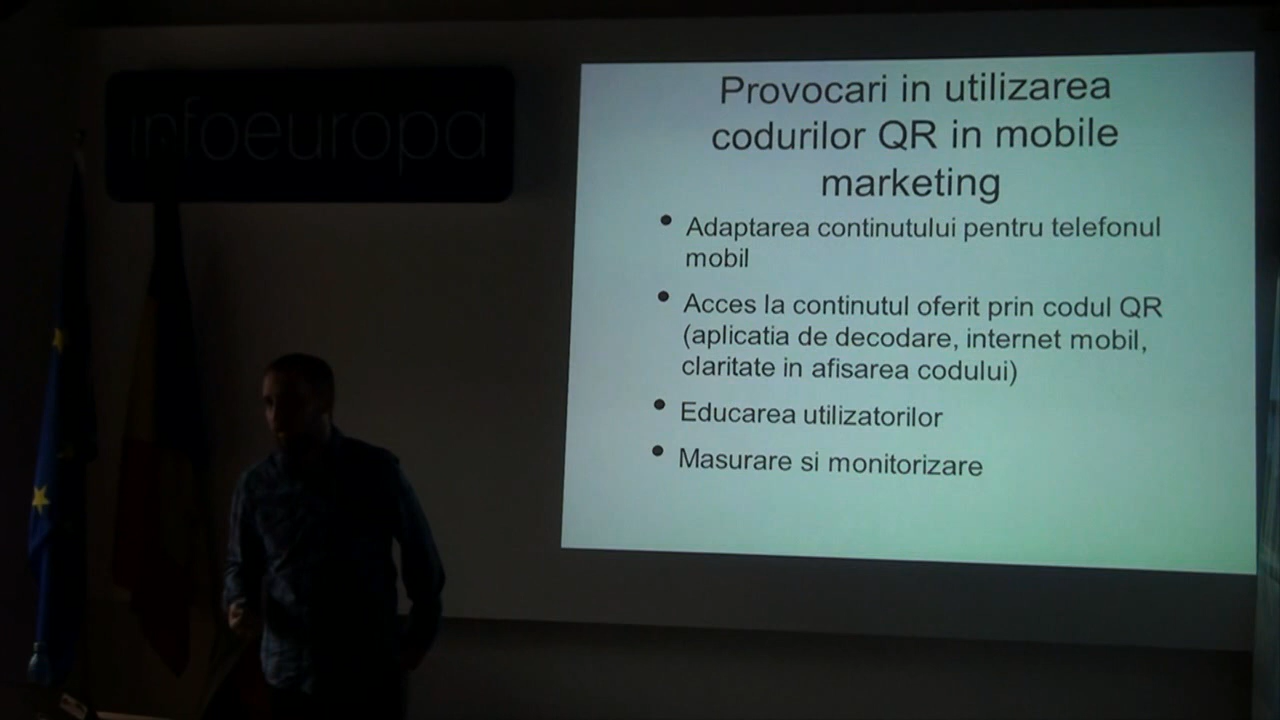 infoeuropa
Provocari in utilizarea
codurilor QR in mobile
marketing
• Adaptarea continutului pentru telefonul
mobil
• Acces la continutul oferit prin codul QR
(aplicatia de decodare, internet mobil,
claritate in afisarea codului)
• Educarea utilizatorilor
• Masurare si monitorizare